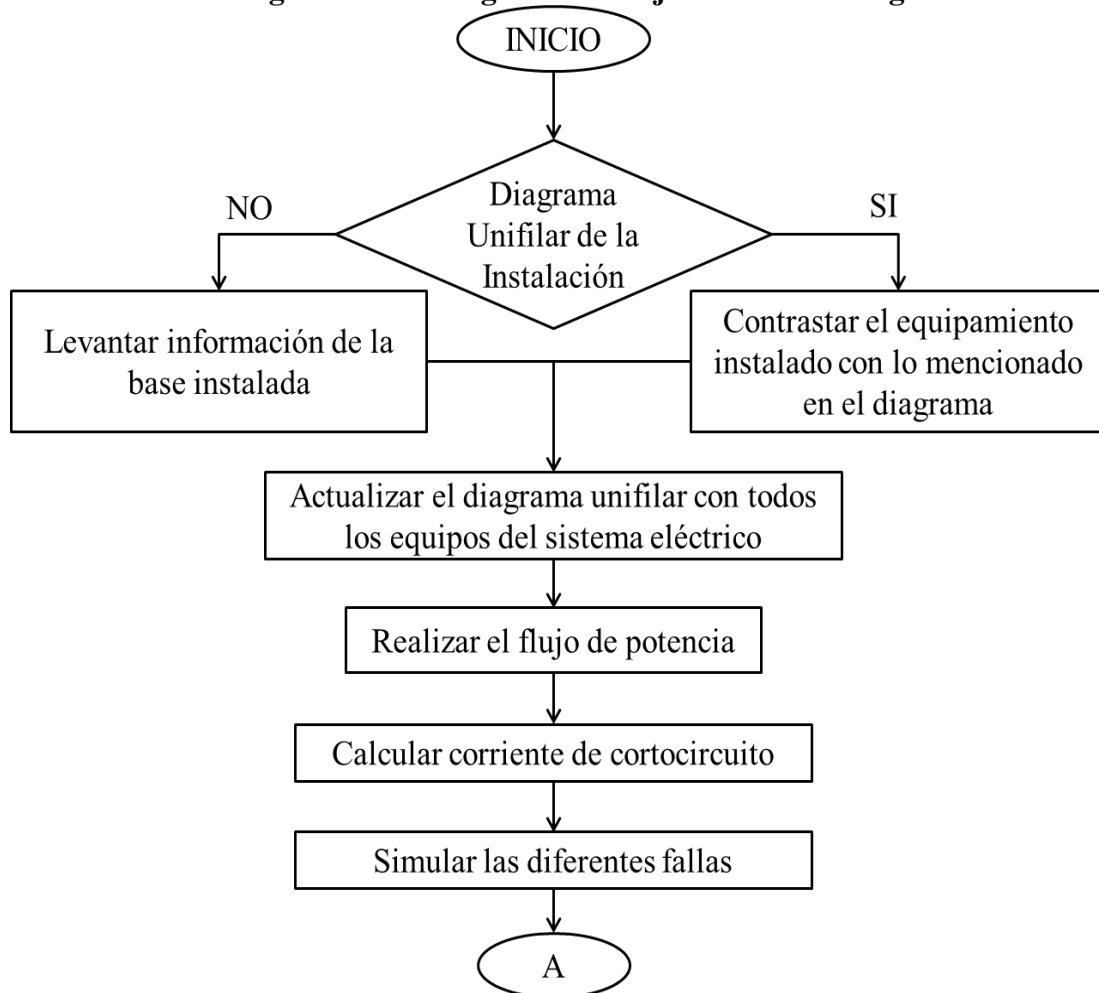 INICIO
Diagrama
Unifilar de la
Instalación
NO
SI
Levantar información de la
base instalada
Contrastar el equipamiento
instalado con lo mencionado
en el diagrama
Actualizar el diagrama unifilar con todos
los equipos del sistema eléctrico
Realizar el flujo de potencia
Calcular corriente de cortocircuito
Simular las diferentes fallas
A